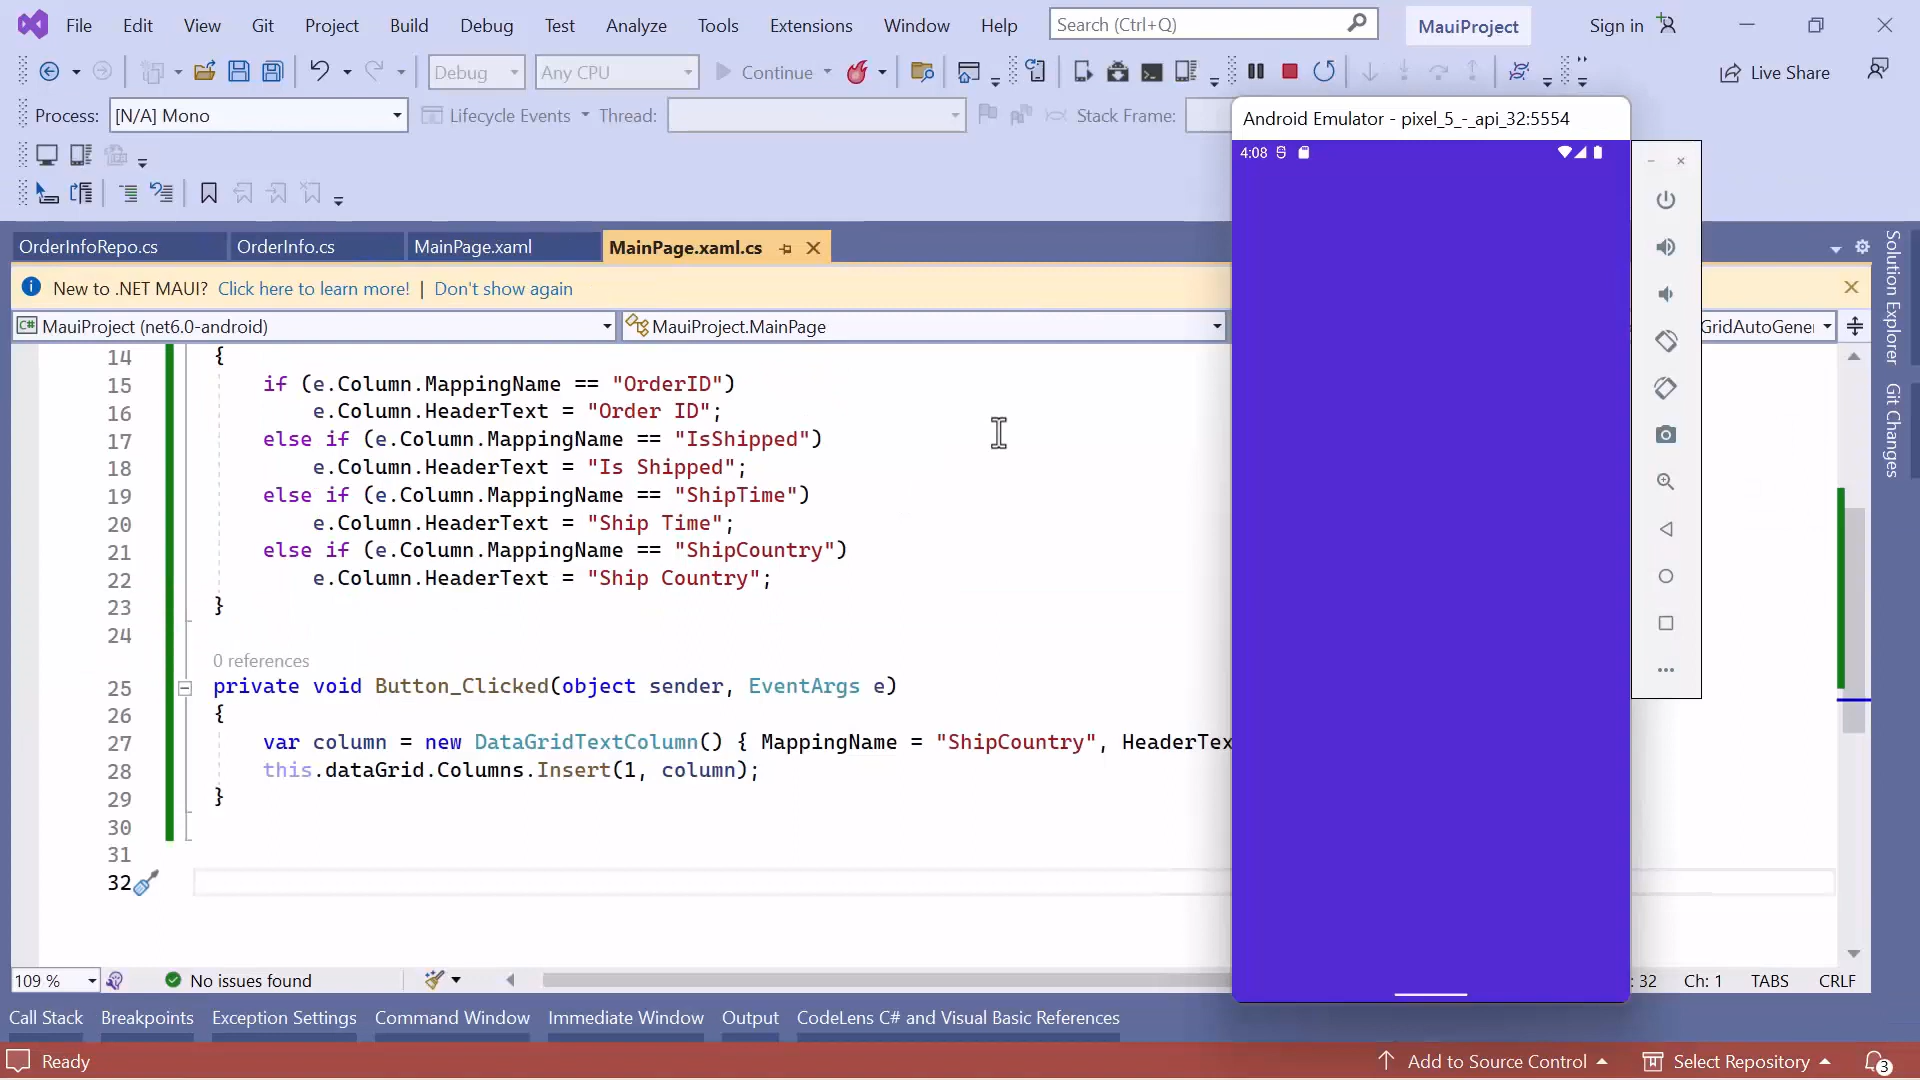 File Edit View Git Project Build Debug Test Analyze Tools Extensions Window Help Search (Ctrl+Q) MauiProject Sign in
Debug Any CPU Continue Live Share
Process: [N/A] Mono Lifecycle Events Thread: Stack Frame:
Android Emulator - pixel_5_-_api_32:5554
4:08
OrderInfoRepo.cs OrderInfo.cs MainPage.xaml MainPage.xaml.cs
New to .NET MAUI? Click here to learn more! | Don't show again
MauiProject (net6.0-android) MauiProject.MainPage GridAutoGener
14 {
15 if (e.Column.MappingName == "OrderID")
16 e.Column.HeaderText = "Order ID";
17 else if (e.Column.MappingName == "IsShipped")
18 e.Column.HeaderText = "Is Shipped";
19 else if (e.Column.MappingName == "ShipTime")
20 e.Column.HeaderText = "Ship Time";
21 else if (e.Column.MappingName == "ShipCountry")
22 e.Column.HeaderText = "Ship Country";
23 }
24
0 references
25 private void Button_Clicked(object sender, EventArgs e)
26 {
27 var column = new DataGridTextColumn() { MappingName = "ShipCountry", HeaderTex
28 this.dataGrid.Columns.Insert(1, column);
29 }
30
31
32
109 % No issues found : 32 Ch: 1 TABS CRLF
Call Stack Breakpoints Exception Settings Command Window Immediate Window Output CodeLens C# and Visual Basic References
Ready Add to Source Control Select Repository 3
Solution Explorer
Git Changes